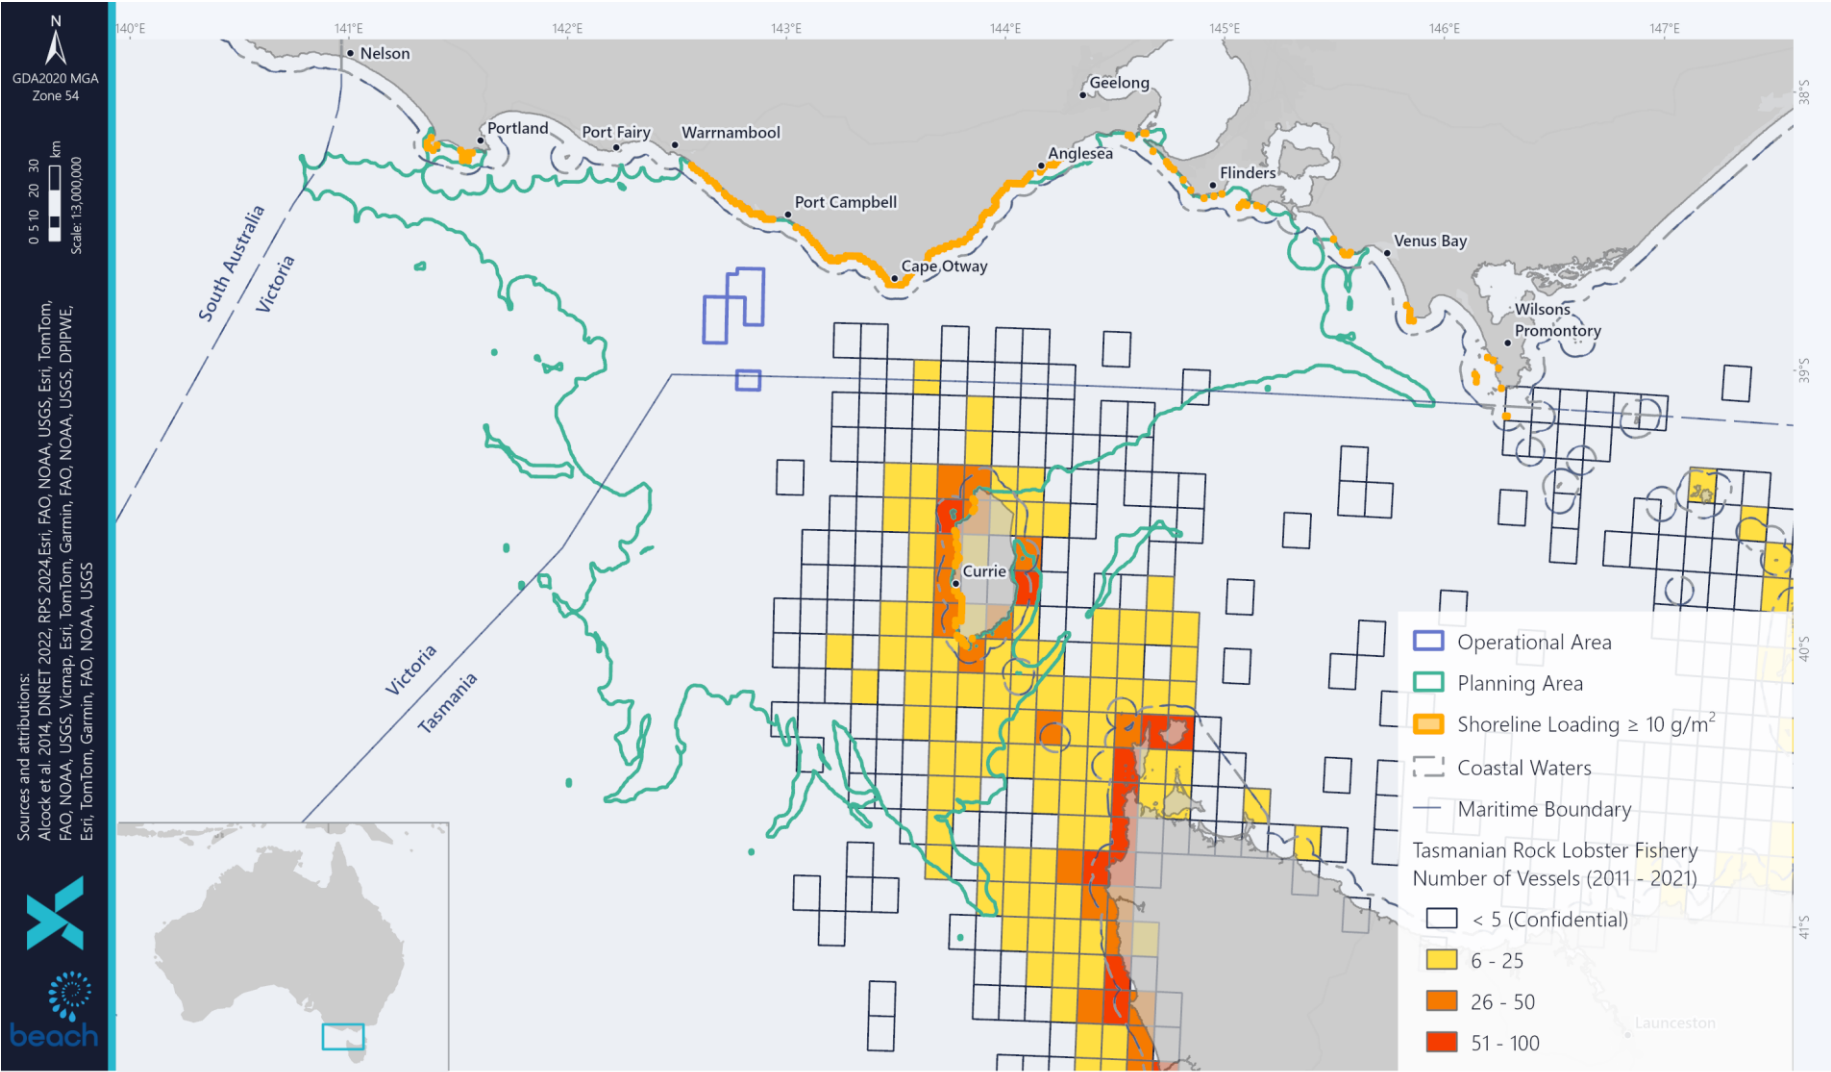 140°E
141°E
142°E
143°E
144°E
145°E
146°E
147°E
N
GDA2020 MGA
Zone 54
0 5 10 20 30 km
Scale: 1:3,000,000
Sources and attributions:
Alcock et al. 2014, DNRET 2022, RPS 2024,Esri, FAO, NOAA, USGS, Esri, TomTom,
FAO, NOAA, USGS, Vicmap, Esri, TomTom, Garmin, FAO, NOAA, USGS, DPIPWE,
Esri, TomTom, Garmin, FAO, NOAA, USGS
beach
Nelson
Portland
Port Fairy
Warrnambool
Geelong
Anglesea
Flinders
Port Campbell
Cape Otway
Venus Bay
Wilsons
Promontory
Currie
South Australia
Victoria
Victoria
Tasmania
38°S
39°S
40°S
41°S
Operational Area
Planning Area
Shoreline Loading ≥ 10 g/m²
Coastal Waters
Maritime Boundary
Tasmanian Rock Lobster Fishery
Number of Vessels (2011 - 2021)
< 5 (Confidential)
6 - 25
26 - 50
51 - 100
Launceston